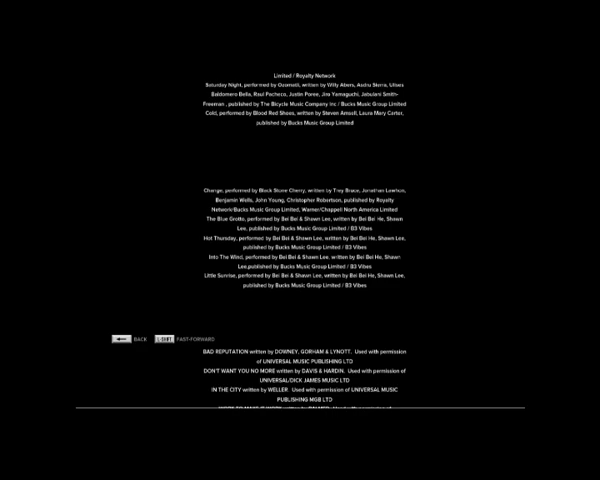 Limited / Royalty Network
Saturday Night, performed by Ozomatli, written by Willy Abers, Asdru Sierra, Ulises
Baldomero Bella, Raul Pacheco, Justin Poree, Jiro Yamaguchi, Jabulani Smith-
Freeman , published by The Bicycle Music Company Inc / Bucks Music Group Limited
Cold, performed by Blood Red Shoes, written by Steven Ansell, Laura Mary Carter,
published by Bucks Music Group Limited
Change, performed by Black Stone Cherry, written by Troy Bruce, Jonathan Lawhon,
Benjamin Wells, John Young, Christopher Robertson, published by Royalty
Network/Bucks Music Group Limited, Warner/Chappell North America Limited
The Blue Grotto, performed by Bei Bei & Shawn Lee, written by Bei Bei He, Shawn
Lee, published by Bucks Music Group Limited / B3 Vibes
Hot Thursday, performed by Bei Bei & Shawn Lee, written by Bei Bei He, Shawn Lee,
published by Bucks Music Group Limited / B3 Vibes
Into The Wind, performed by Bei Bei & Shawn Lee, written by Bei Bei He, Shawn
Lee,published by Bucks Music Group Limited / B3 Vibes
Little Sunrise, performed by Bei Bei & Shawn Lee, written by Bei Bei He, Shawn Lee,
published by Bucks Music Group Limited / B3 Vibes
BACK L-SHIFT FAST-FORWARD
BAD REPUTATION written by DOWNEY, GORHAM & LYNOTT. Used with permission
of UNIVERSAL MUSIC PUBLISHING LTD
DON'T WANT YOU NO MORE written by DAVIS & HARDIN. Used with permission of
UNIVERSAL/DICK JAMES MUSIC LTD
IN THE CITY written by WELLER. Used with permission of UNIVERSAL MUSIC
PUBLISHING MGB LTD